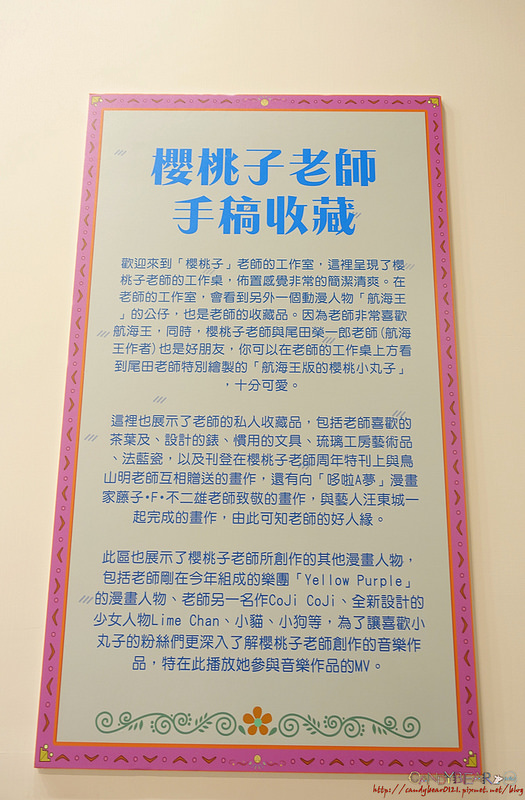 櫻桃子老師
手稿收藏
歡迎來到「櫻桃子」老師的工作室，這裡呈現了櫻
桃子老師的工作桌，佈置感覺非常的簡潔清爽。在
老師的工作室，會看到另外一個動漫人物「航海王
」的公仔，也是老師的收藏品。因為老師非常喜歡
航海王，同時，櫻桃子老師與尾田榮一郎老師(航海
王作者)也是好朋友，你可以在老師的工作桌上方看
到尾田老師特別繪製的「航海王版的櫻桃小丸子」
，十分可愛。
這裡也展示了老師的私人收藏品，包括老師喜歡的
茶葉及、設計的錶、慣用的文具、琉璃工房藝術品
、法藍瓷，以及刊登在櫻桃子老師周年特刊上與鳥
山明老師互相贈送的畫作，還有向「哆啦A夢」漫畫
家藤子•F•不二雄老師致敬的畫作，與藝人汪東城一
起完成的畫作，由此可知老師的好人緣。
此區也展示了櫻桃子老師所創作的其他漫畫人物，
包括老師剛在今年組成的樂團「Yellow Purple」
的漫畫人物、老師另一名作CoJi CoJi、全新設計的
少女人物Lime Chan、小貓、小狗等，為了讓喜歡小
丸子的粉絲們更深入了解櫻桃子老師創作的音樂作
品，特在此播放她參與音樂作品的MV。
CANDYBEAR
https://candybear0121.pixnet.net/blog